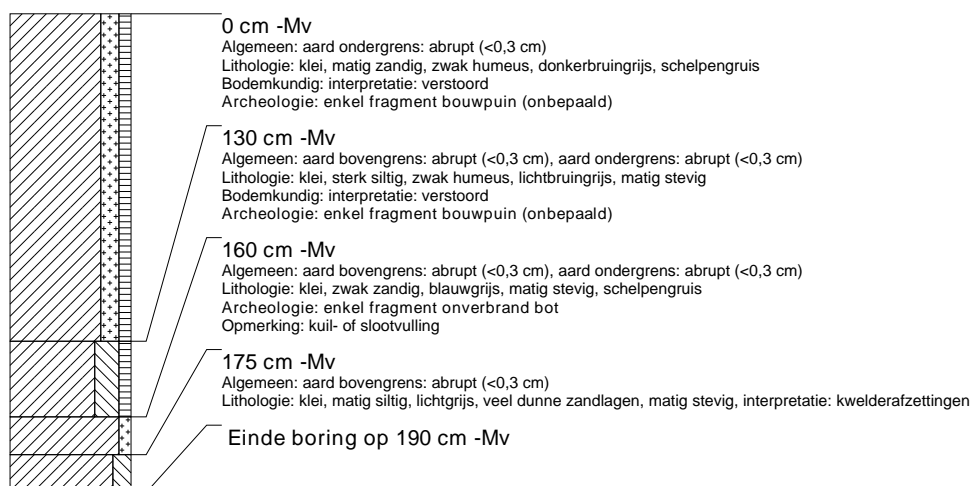 0 cm -Mv
Algemeen: aard ondergrens: abrupt (<0,3 cm)
Lithologie: klei, matig zandig, zwak humeus, donkerbruingrijs, schelpengruis
Bodemkundig: interpretatie: verstoord
Archeologie: enkel fragment bouwpuin (onbepaald)
130 cm -Mv
Algemeen: aard bovengrens: abrupt (<0,3 cm), aard ondergrens: abrupt (<0,3 cm)
Lithologie: klei, sterk siltig, zwak humeus, lichtbruingrijs, matig stevig
Bodemkundig: interpretatie: verstoord
Archeologie: enkel fragment bouwpuin (onbepaald)
160 cm -Mv
Algemeen: aard bovengrens: abrupt (<0,3 cm), aard ondergrens: abrupt (<0,3 cm)
Lithologie: klei, zwak zandig, blauwgrijs, matig stevig, schelpengruis
Archeologie: enkel fragment onverbrand bot
Opmerking: kuil- of slootvulling
175 cm -Mv
Algemeen: aard bovengrens: abrupt (<0,3 cm)
Lithologie: klei, matig siltig, lichtgrijs, veel dunne zandlagen, matig stevig, interpretatie: kwelderafzettingen
Einde boring op 190 cm -Mv